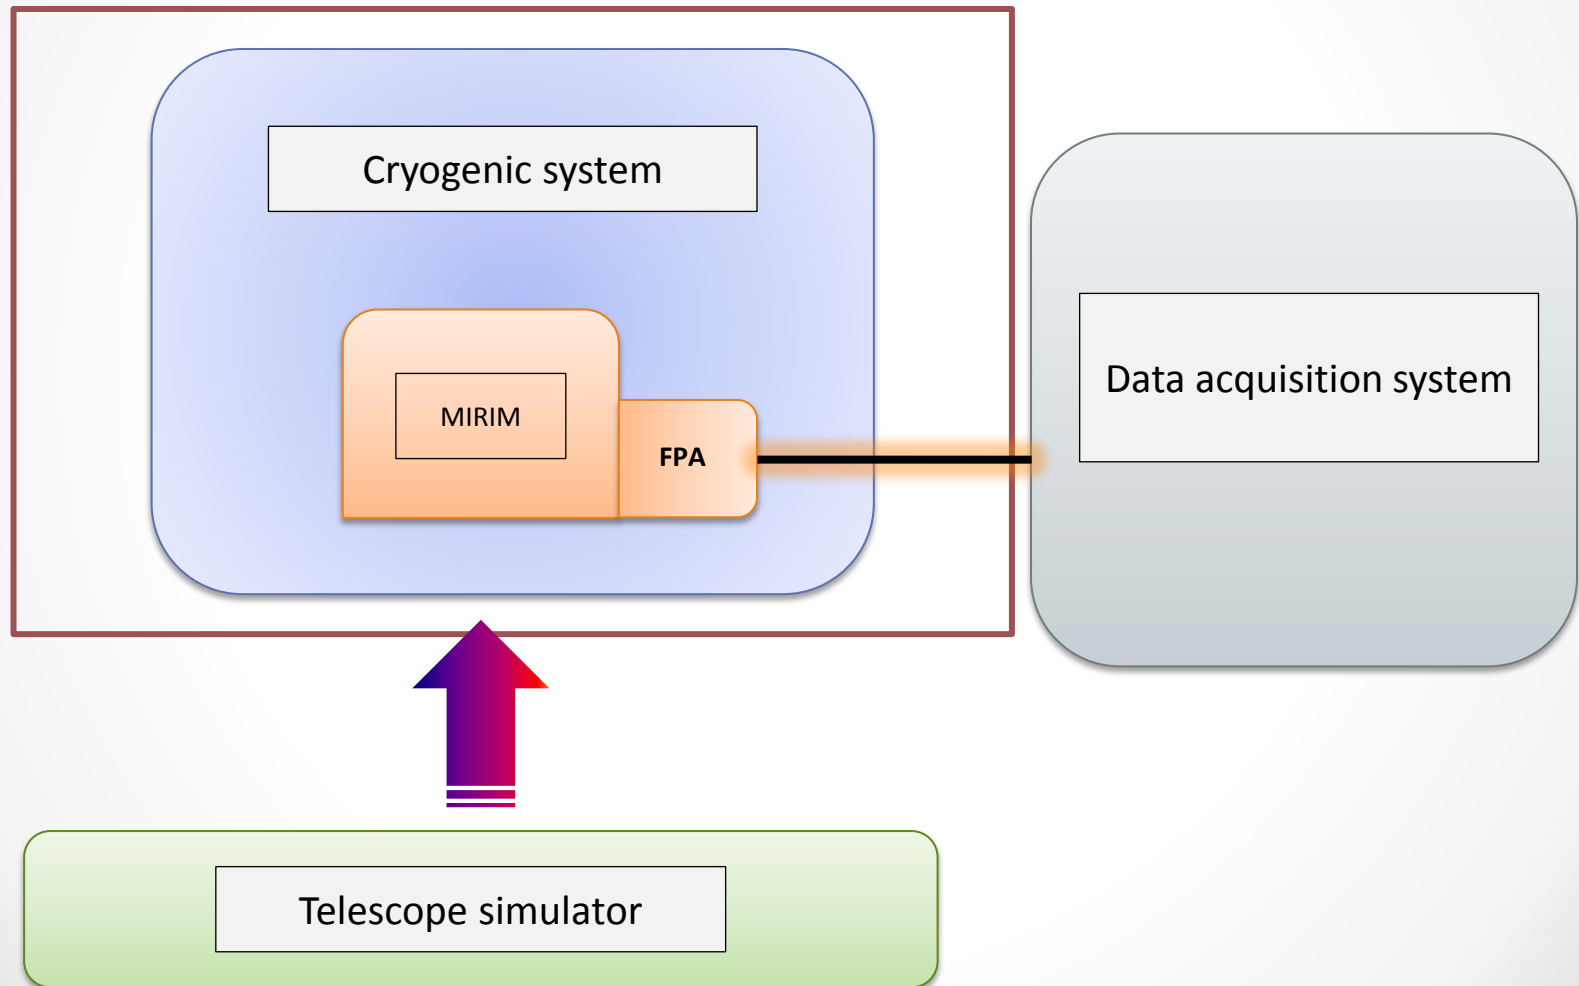 Cryogenic system
MIRIM
FPA
Data acquisition system
Telescope simulator